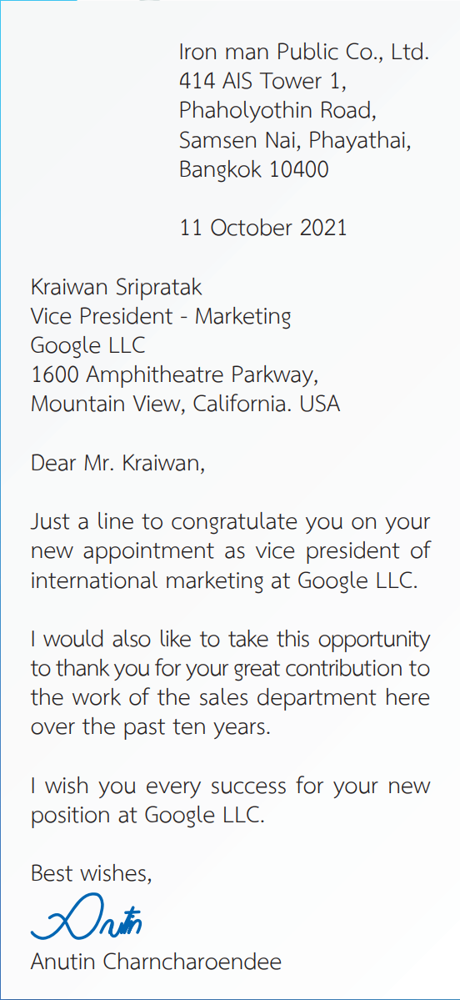 Iron man Public Co., Ltd.
414 AIS Tower 1,
Phaholyothin Road,
Samsen Nai, Phayathai,
Bangkok 10400
11 October 2021
Kraiwan Sripratak
Vice President - Marketing
Google LLC
1600 Amphitheatre Parkway,
Mountain View, California. USA
Dear Mr. Kraiwan,
Just a line to congratulate you on your
new appointment as vice president of
international marketing at Google LLC.
I would also like to take this opportunity
to thank you for your great contribution to
the work of the sales department here
over the past ten years.
I wish you every success for your new
position at Google LLC.
Best wishes,
Anutin
Anutin Charncharoendee